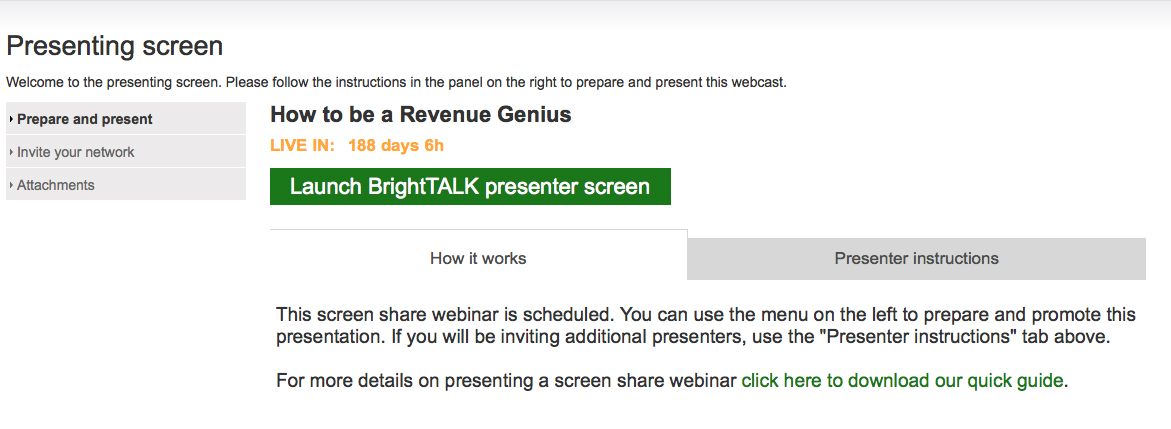 Presenting screen
Welcome to the presenting screen. Please follow the instructions in the panel on the right to prepare and present this webcast.
Prepare and present
Invite your network
Attachments
How to be a Revenue Genius
LIVE IN: 188 days 6h
Launch BrightTALK presenter screen
How it works
Presenter instructions
This screen share webinar is scheduled. You can use the menu on the left to prepare and promote this
presentation. If you will be inviting additional presenters, use the "Presenter instructions" tab above.
For more details on presenting a screen share webinar click here to download our quick guide.